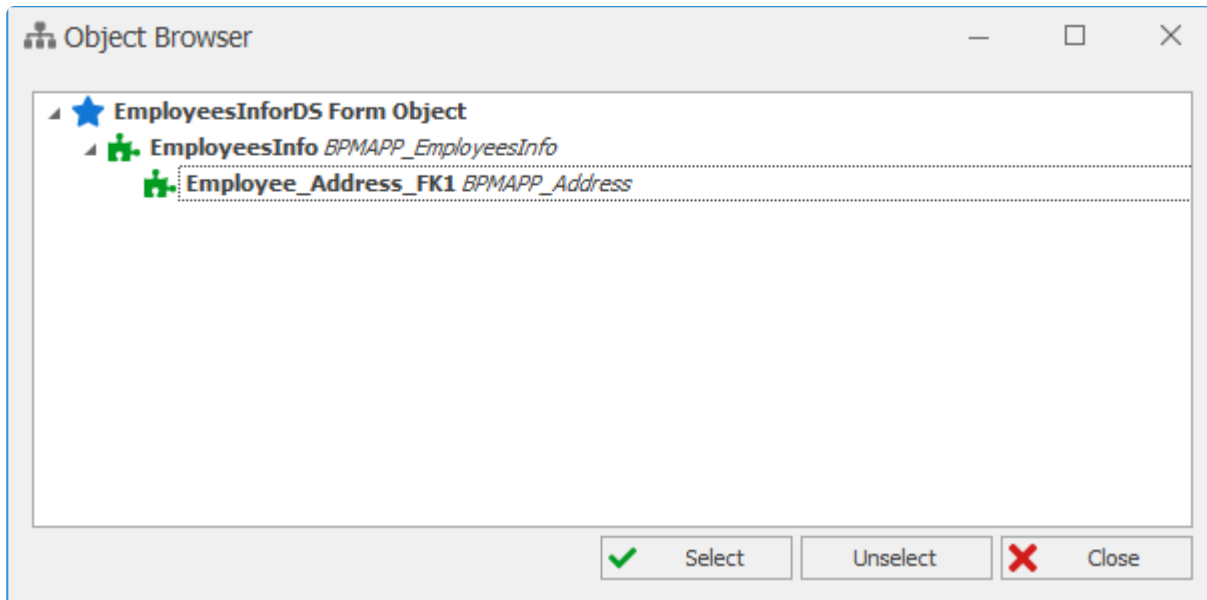 Object Browser
EmployeesInforDS Form Object
EmployeesInfo BPMAPP_EmployeesInfo
Employee_Address_FK1 BPMAPP_Address
Select
Unselect
Close